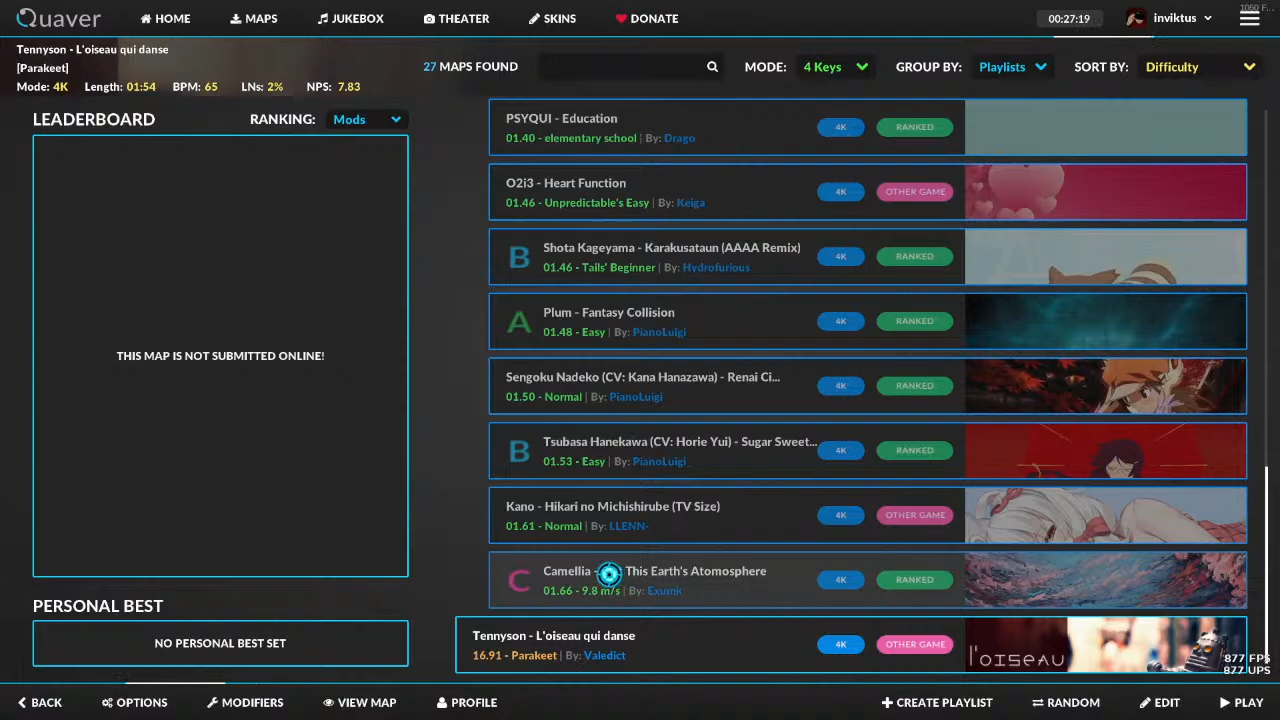 Quaver
HOME
MAPS
JUKEBOX
THEATER
SKINS
DONATE
00:27:19
inviktus
Tennyson - L'oiseau qui danse
[Parakeet]
Mode: 4K Length: 01:54 BPM: 65 LNs: 2% NPS: 7.83
27 MAPS FOUND
MODE: 4 Keys
GROUP BY: Playlists
SORT BY: Difficulty
LEADERBOARD
RANKING: Mods
THIS MAP IS NOT SUBMITTED ONLINE!
PERSONAL BEST
NO PERSONAL BEST SET
PSYQUI - Education
01.40 - elementary school | By: Drago
4K
RANKED
O2i3 - Heart Function
01.46 - Unpredictable's Easy | By: Keiga
4K
OTHER GAME
B
Shota Kageyama - Karakusataun (AAAA Remix)
01.46 - Tails' Beginner | By: Hydrofurious
4K
RANKED
A
Plum - Fantasy Collision
01.48 - Easy | By: PianoLuigi
4K
RANKED
Sengoku Nadeko (CV: Kana Hanazawa) - Renai Ci...
01.50 - Normal | By: PianoLuigi
4K
RANKED
B
Tsubasa Hanekawa (CV: Horie Yui) - Sugar Sweet...
01.53 - Easy | By: PianoLuigi
4K
RANKED
Kano - Hikari no Michishirube (TV Size)
01.61 - Normal | By: LLENN-
4K
OTHER GAME
C
Camellia - This Earth's Atomosphere
01.66 - 9.8 m/s | By: Exumk
4K
RANKED
Tennyson - L'oiseau qui danse
16.91 - Parakeet | By: Valedict
4K
OTHER GAME
l'oiseau
877 FPS
877 UPS
BACK
OPTIONS
MODIFIERS
VIEW MAP
PROFILE
CREATE PLAYLIST
RANDOM
EDIT
PLAY